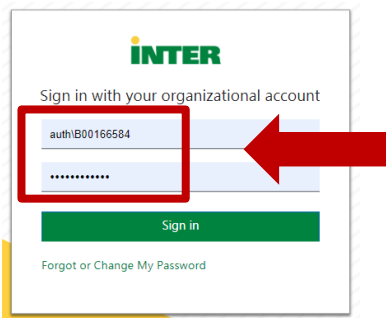 INTER
Sign in with your organizational account
auth\B00166584
••••••••••••
Sign in
Forgot or Change My Password